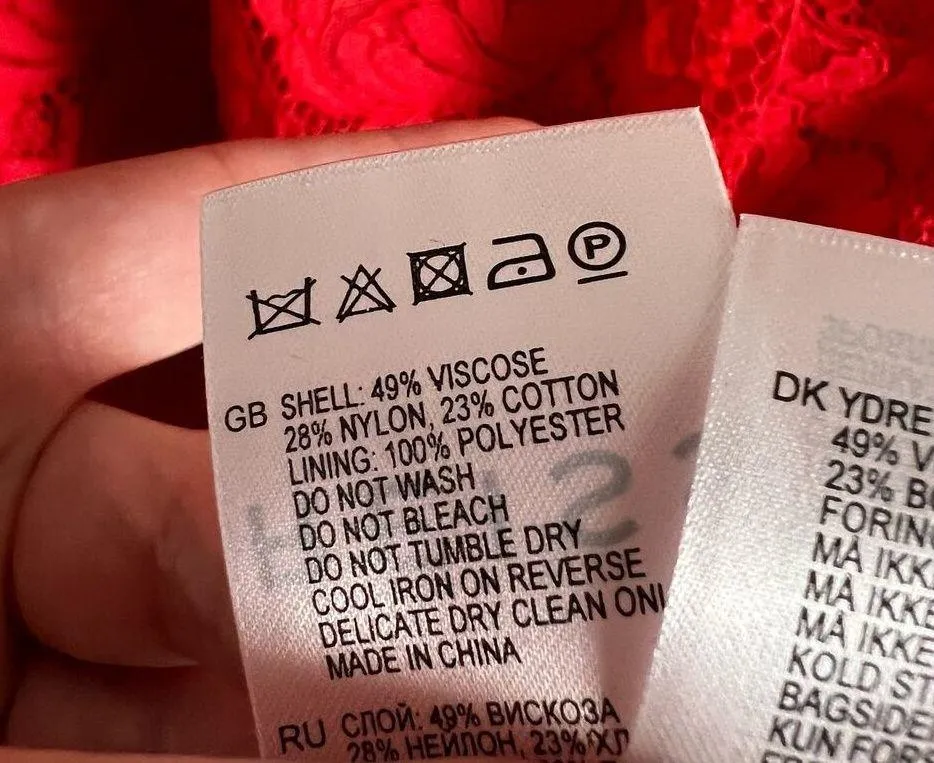 P
GB SHELL: 49% VISCOSE
28% NYLON, 23% COTTON
LINING: 100% POLYESTER
DO NOT WASH
DO NOT BLEACH
DO NOT TUMBLE DRY
COOL IRON ON REVERSE
DELICATE DRY CLEAN ONL
MADE IN CHINA
RU СЛОЙ: 49% ВИСКОЗА
28% НЕЙЛОН, 23% ХЛ
DK YDRE
49% V
23% B
FORING
MÅ IKK
MÅ IKKE
MÅ IKKE
KOLD ST
BAGSIDE
KUN FOR